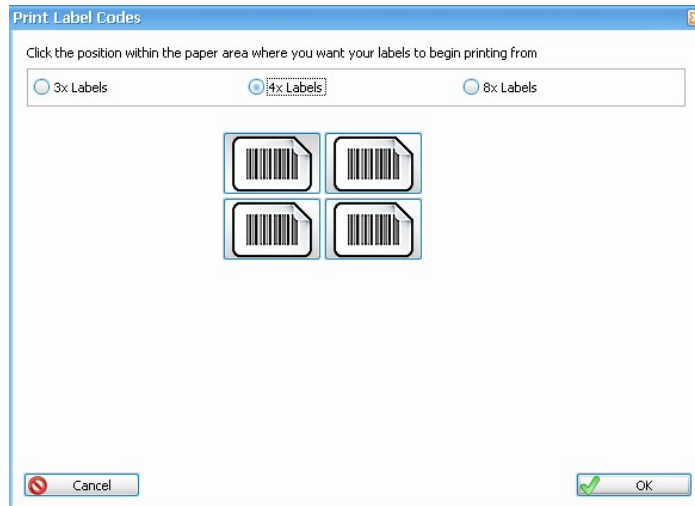 Print Label Codes
Click the position within the paper area where you want your labels to begin printing from
3x Labels
4x Labels
8x Labels
Cancel
OK